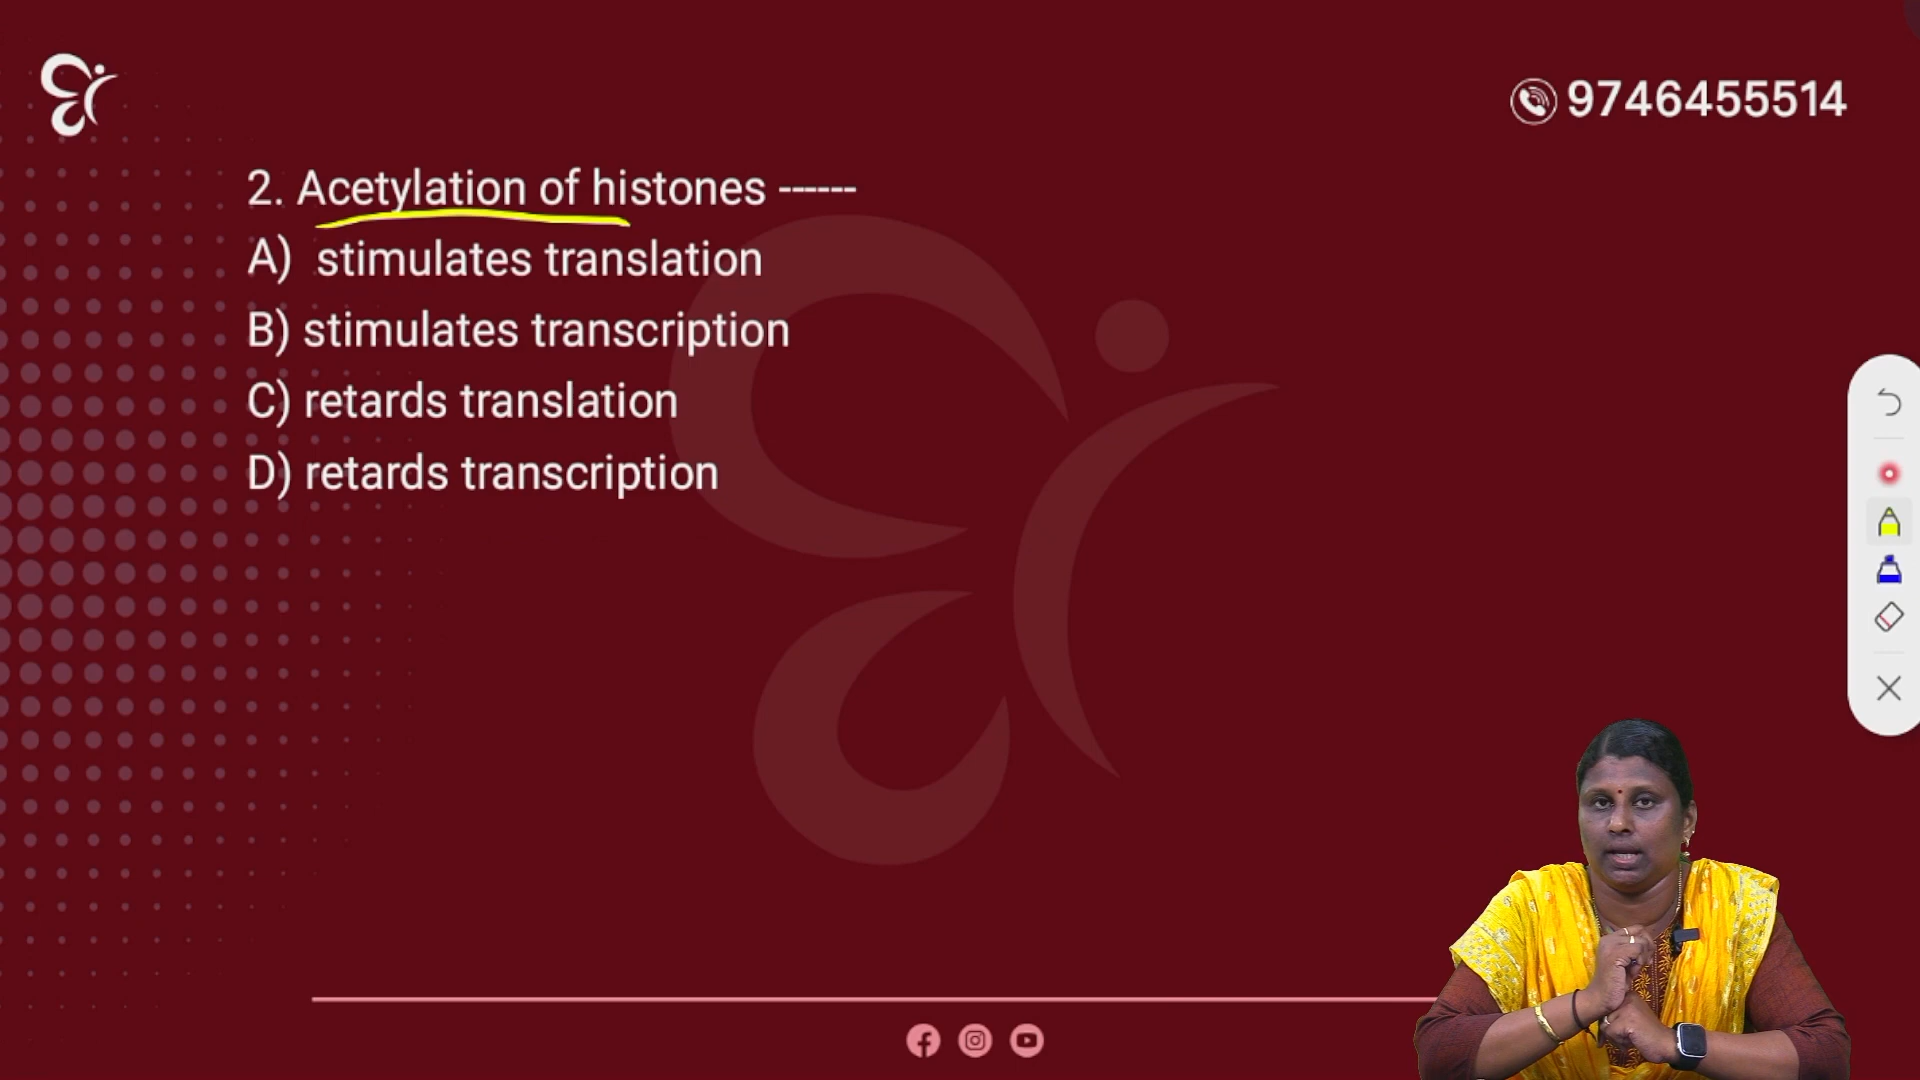 9746455514
2. Acetylation of histones ------
A) stimulates translation
B) stimulates transcription
C) retards translation
D) retards transcription